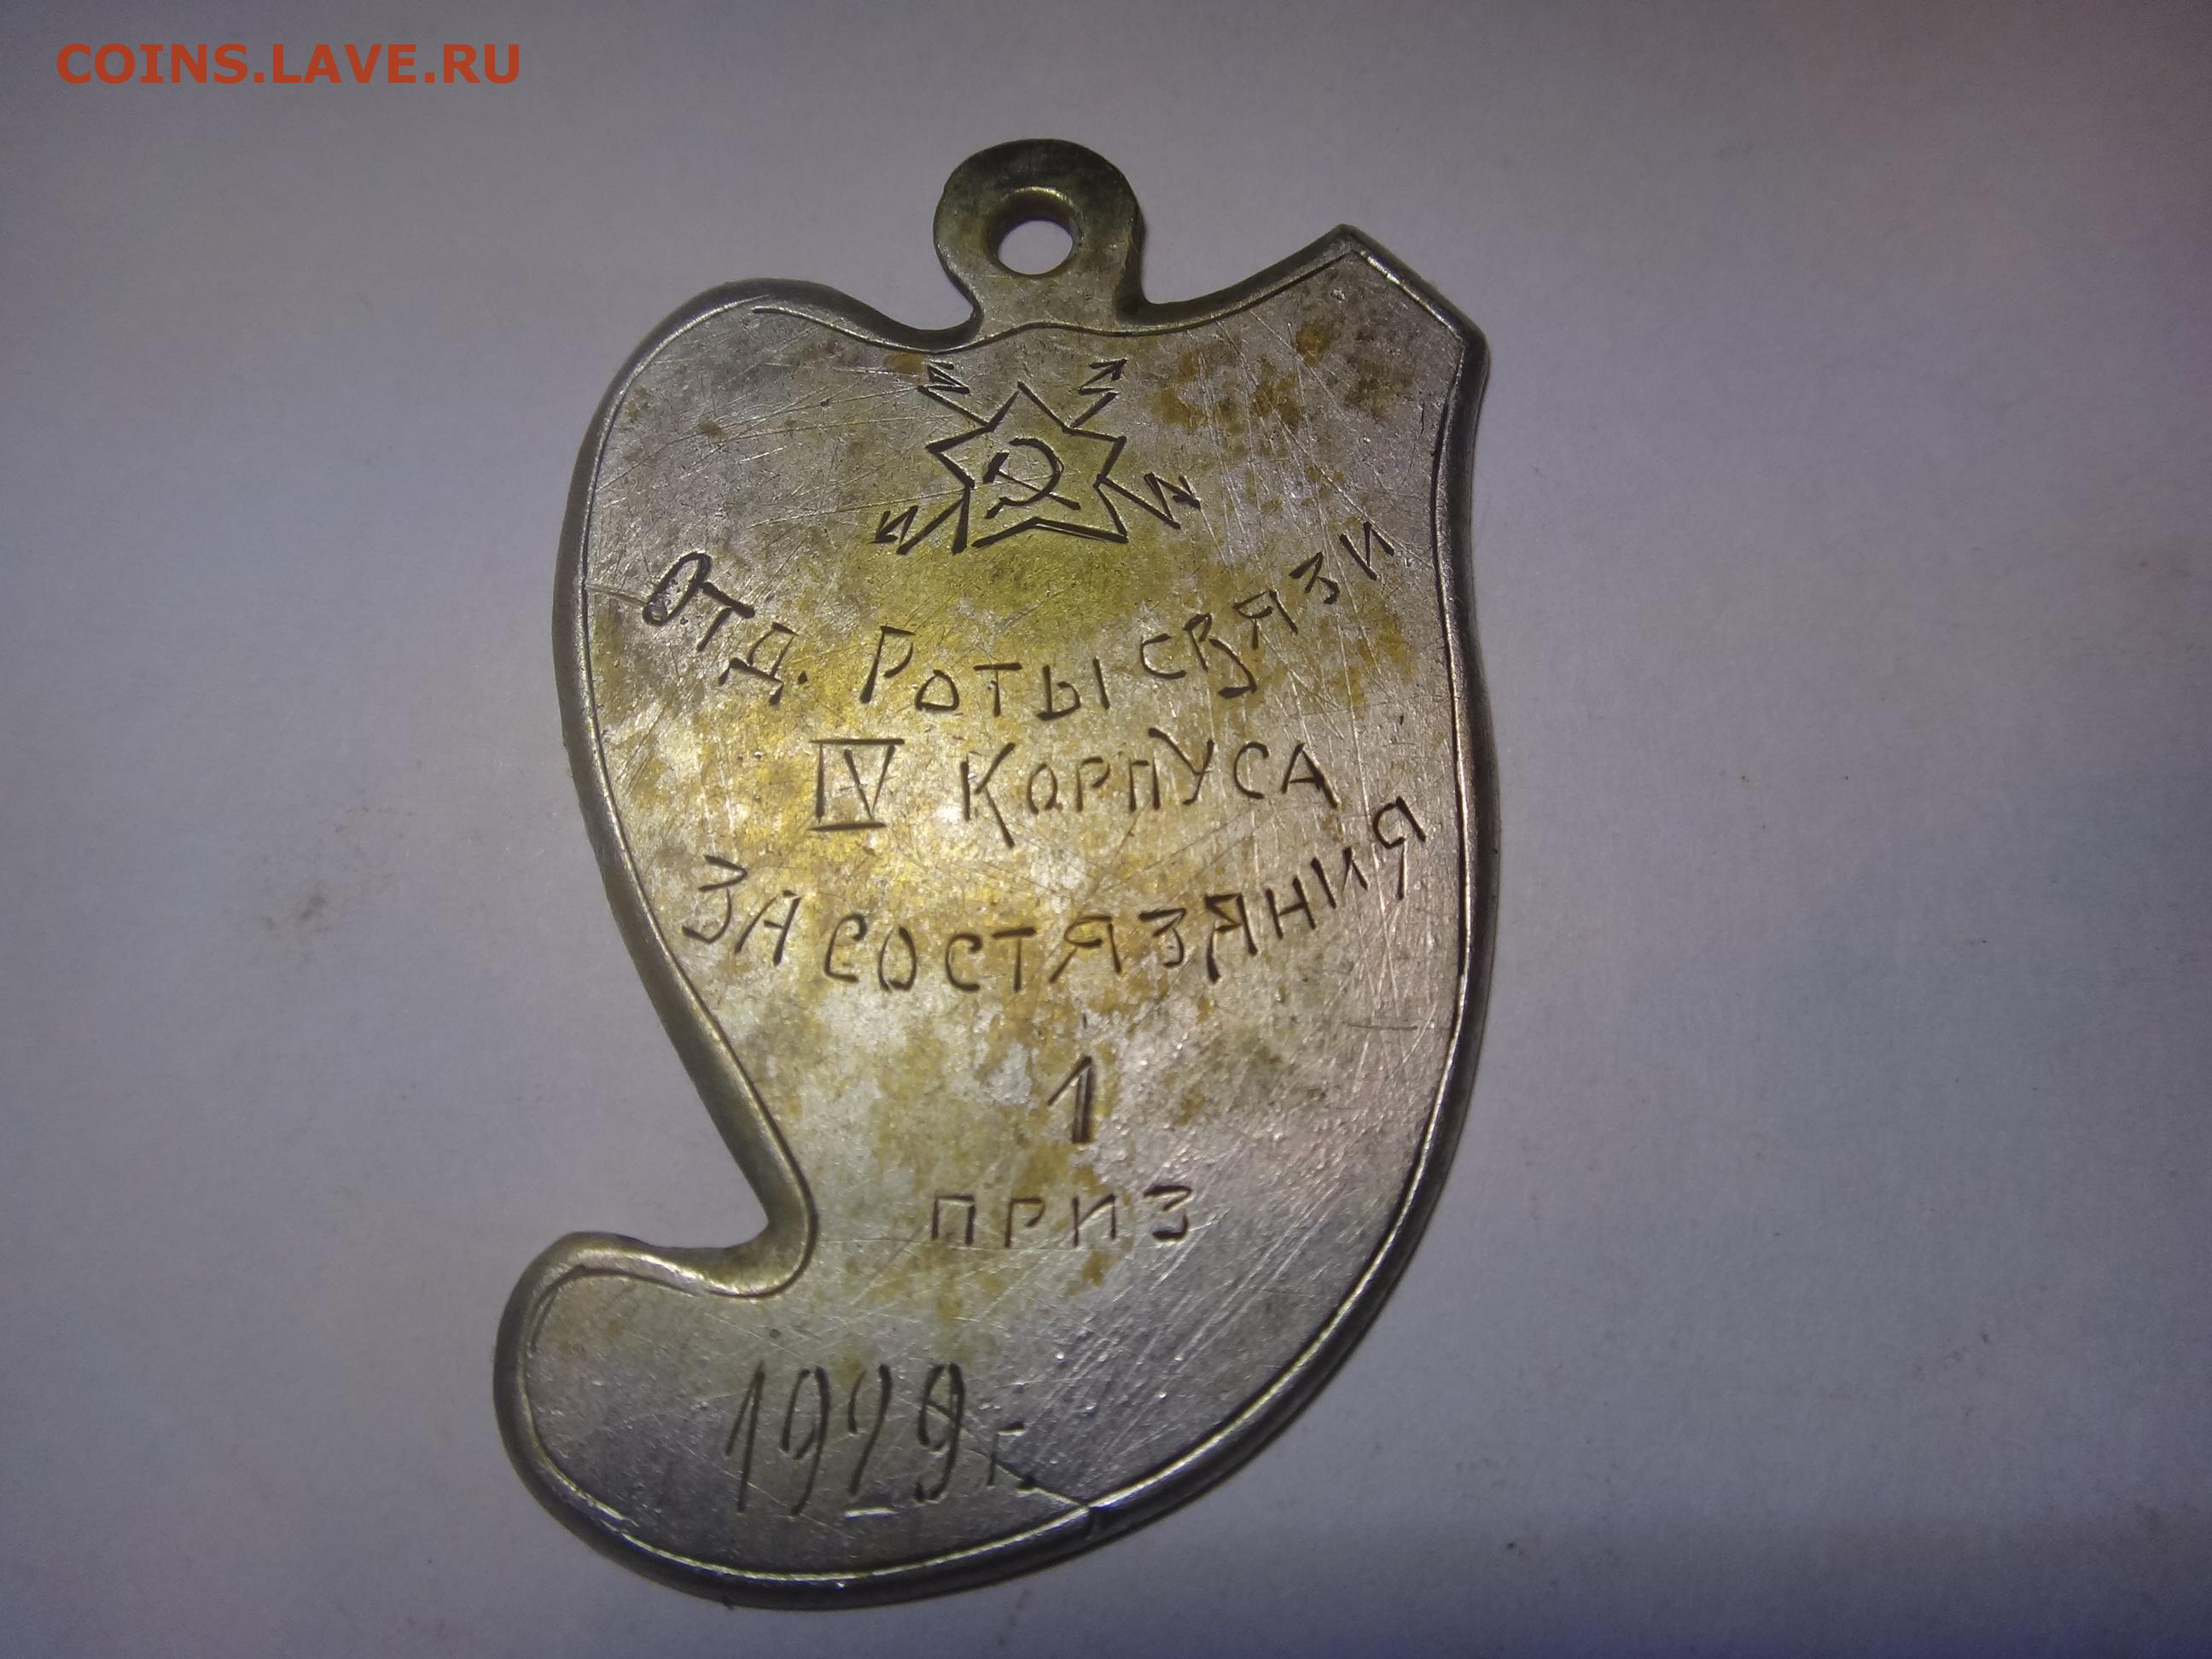 COINS.LAVE.RU
ОТД. РОТЫ СВЯЗИ
IV КОРПУСА
ЗА СОСТЯЗАНИЯ
1
ПРИЗ
1929 г.